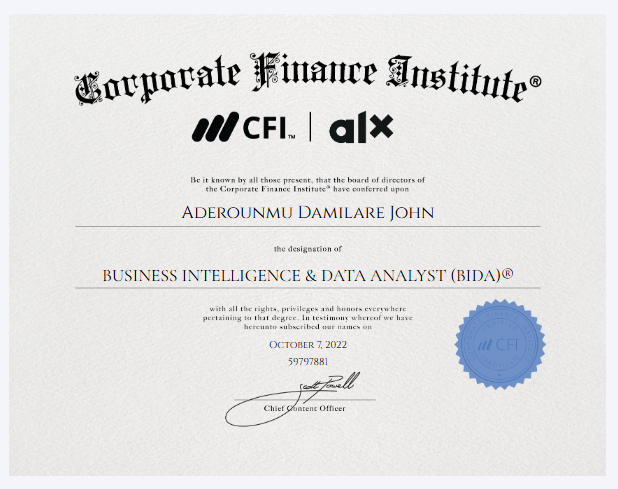 Corporate Finance Institute®
CFI™ | alx
Be it known by all those present, that the board of directors of
the Corporate Finance Institute® have conferred upon
ADEROUNMU DAMILARE JOHN
the designation of
BUSINESS INTELLIGENCE & DATA ANALYST (BIDA)®
with all the rights, privileges and honors everywhere
pertaining to that degree. In testimony whereof we have
hereunto subscribed our names on
OCTOBER 7, 2022
59797881
Scott Powell
Chief Content Officer
CFI